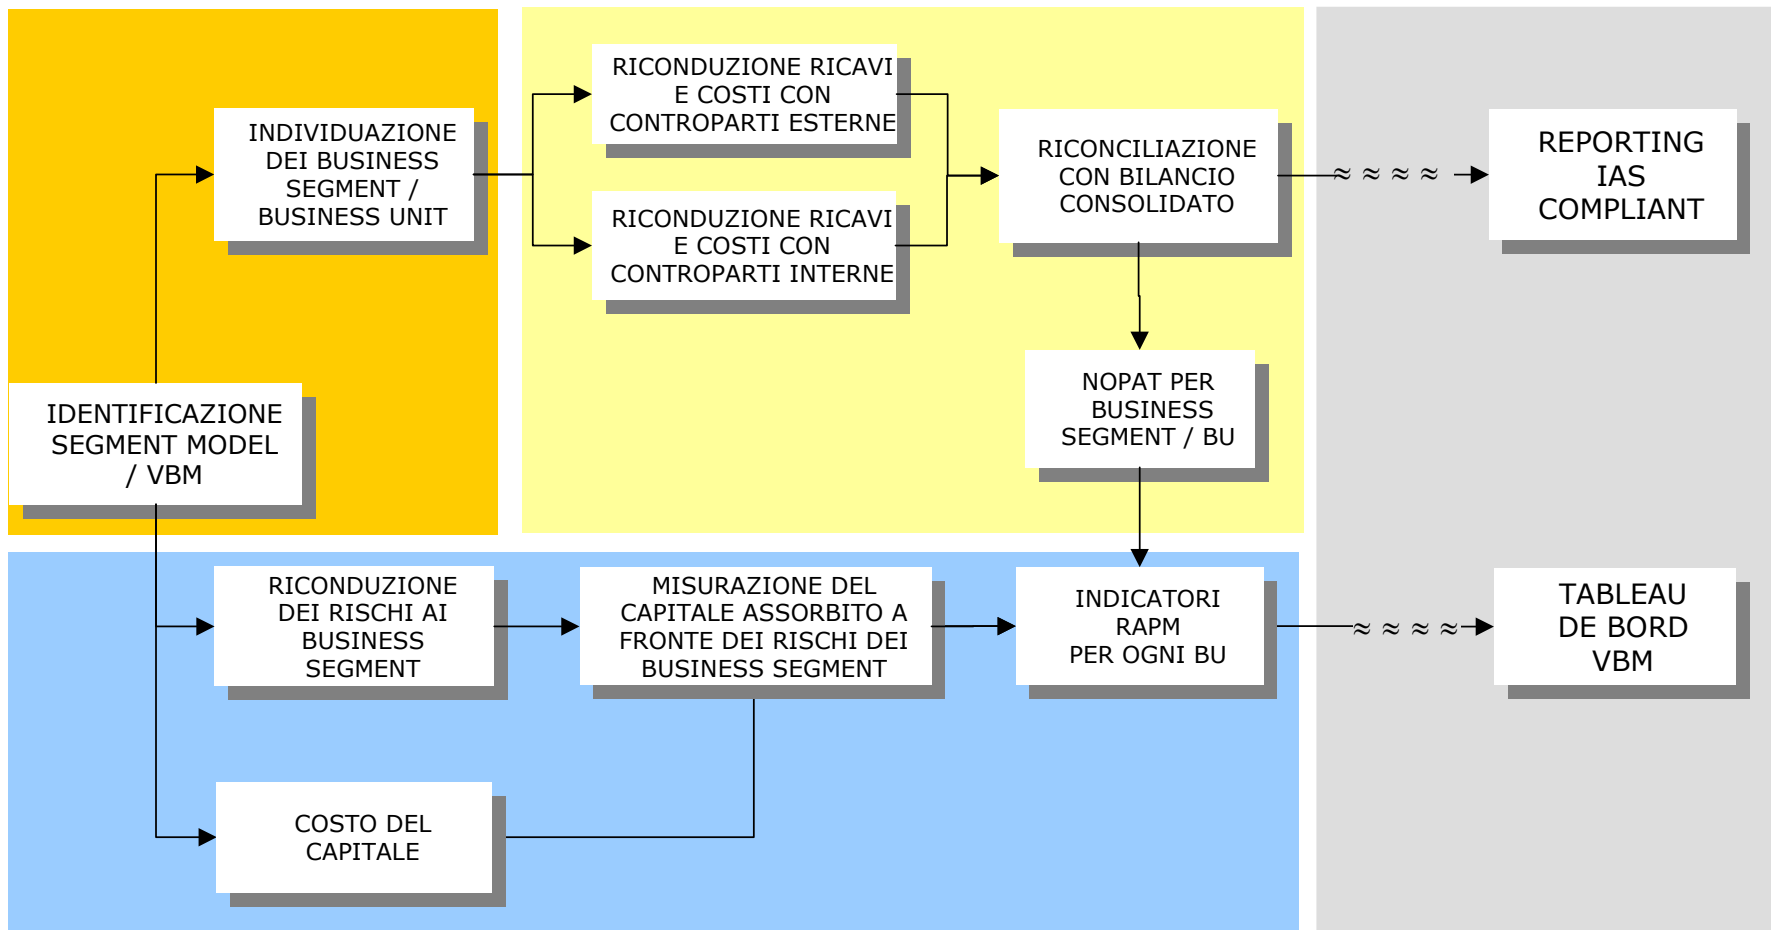 RICONDUZIONE RICAVI
E COSTI CON
CONTROPARTI ESTERNE
INDIVIDUAZIONE
DEI BUSINESS
SEGMENT /
BUSINESS UNIT
RICONCILIAZIONE
CON BILANCIO
CONSOLIDATO
≈ ≈ ≈ ≈
REPORTING
IAS
COMPLIANT
RICONDUZIONE RICAVI
E COSTI CON
CONTROPARTI INTERNE
NOPAT PER
BUSINESS
SEGMENT / BU
IDENTIFICAZIONE
SEGMENT MODEL
/ VBM
RICONDUZIONE
DEI RISCHI AI
BUSINESS
SEGMENT
MISURAZIONE DEL
CAPITALE ASSORBITO A
FRONTE DEI RISCHI DEI
BUSINESS SEGMENT
INDICATORI
RAPM
PER OGNI BU
≈ ≈ ≈ ≈
TABLEAU
DE BORD
VBM
COSTO DEL
CAPITALE